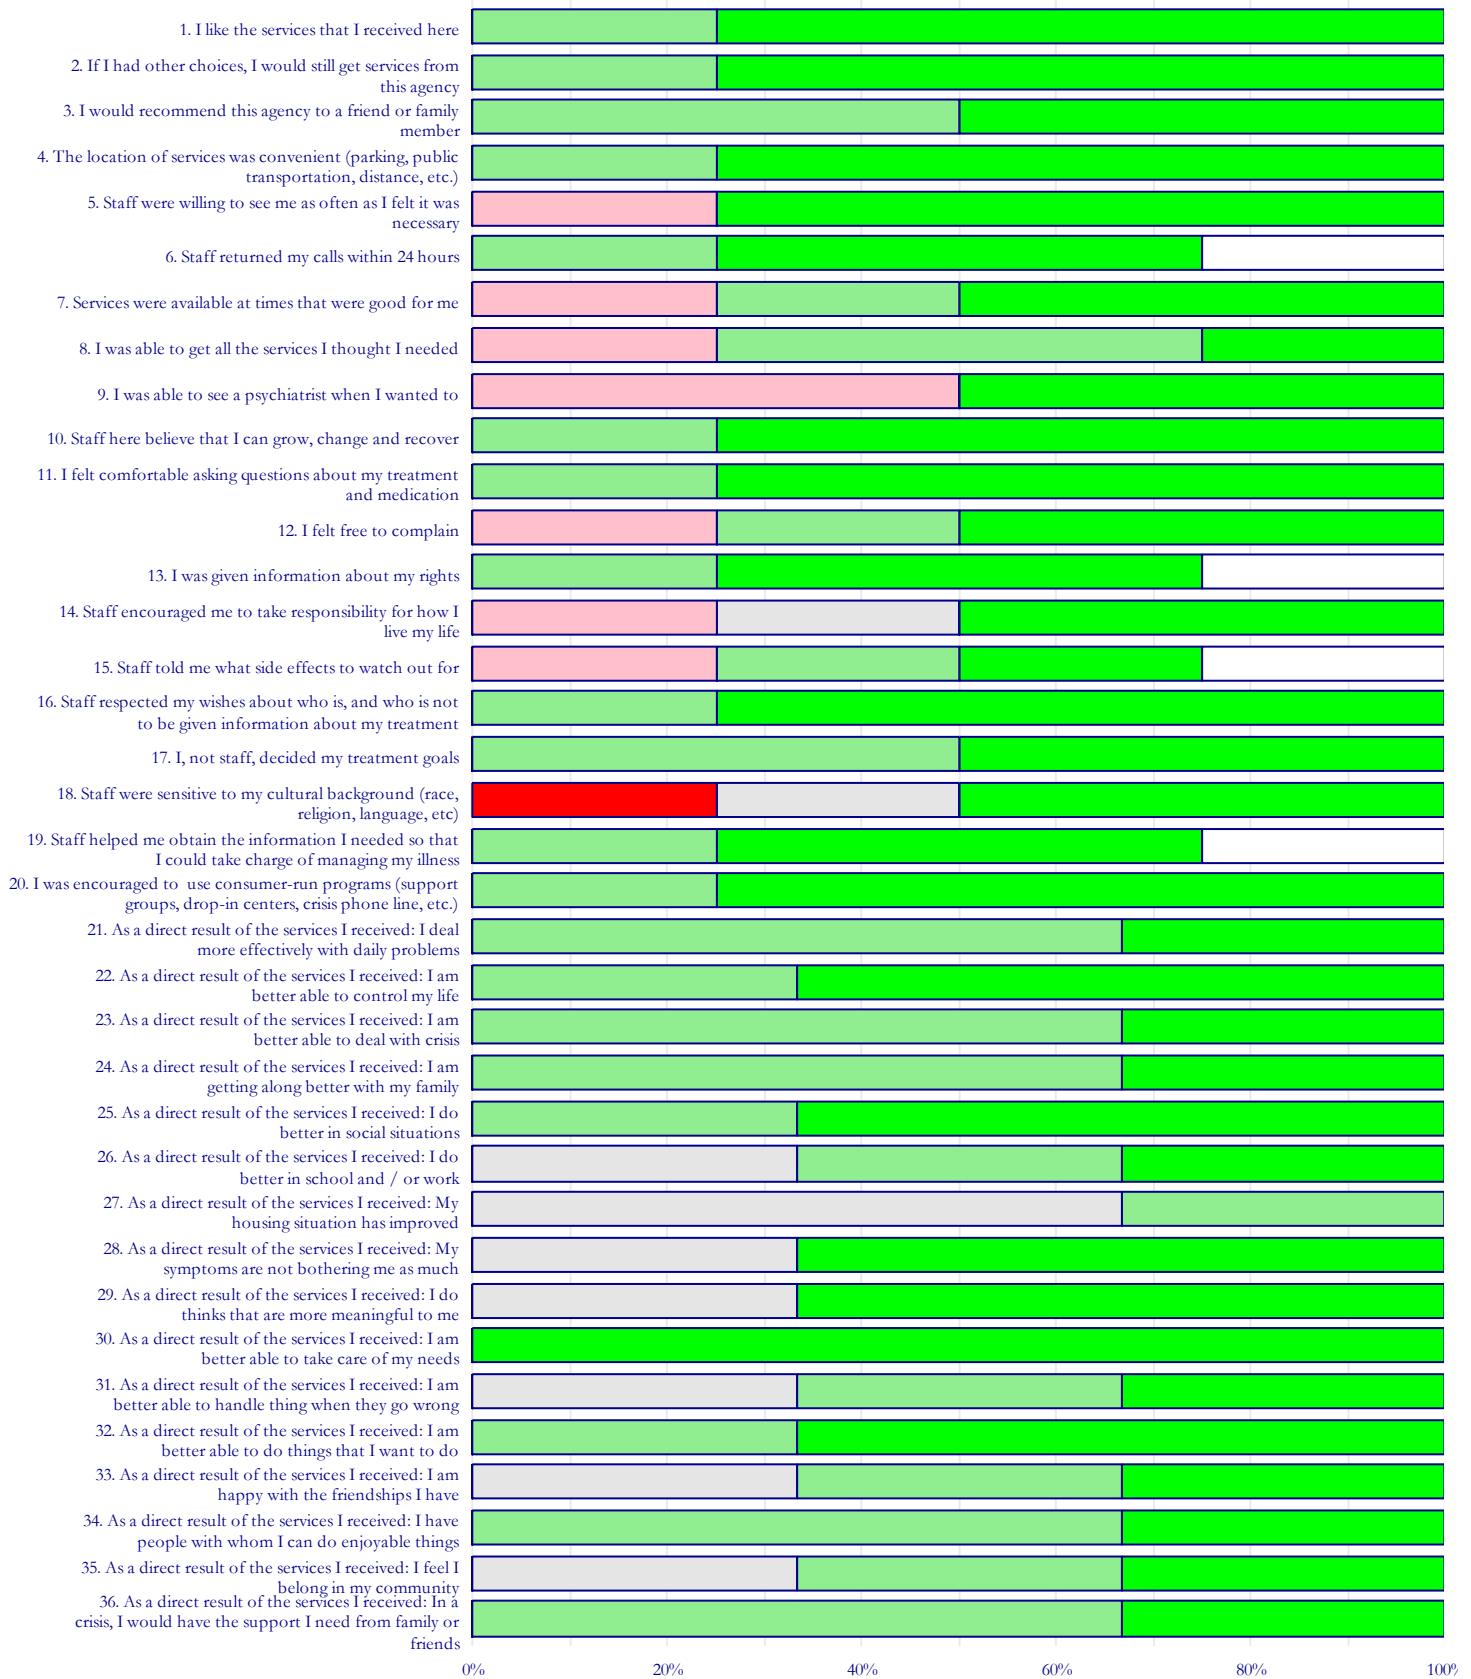 1. I like the services that I received here
2. If I had other choices, I would still get services from
this agency
3. I would recommend this agency to a friend or family
member
4. The location of services was convenient (parking, public
transportation, distance, etc.)
5. Staff were willing to see me as often as I felt it was
necessary
6. Staff returned my calls within 24 hours
7. Services were available at times that were good for me
8. I was able to get all the services I thought I needed
9. I was able to see a psychiatrist when I wanted to
10. Staff here believe that I can grow, change and recover
11. I felt comfortable asking questions about my treatment
and medication
12. I felt free to complain
13. I was given information about my rights
14. Staff encouraged me to take responsibility for how I
live my life
15. Staff told me what side effects to watch out for
16. Staff respected my wishes about who is, and who is not
to be given information about my treatment
17. I, not staff, decided my treatment goals
18. Staff were sensitive to my cultural background (race,
religion, language, etc)
19. Staff helped me obtain the information I needed so that
I could take charge of managing my illness
20. I was encouraged to use consumer-run programs (support
groups, drop-in centers, crisis phone line, etc.)
21. As a direct result of the services I received: I deal
more effectively with daily problems
22. As a direct result of the services I received: I am
better able to control my life
23. As a direct result of the services I received: I am
better able to deal with crisis
24. As a direct result of the services I received: I am
getting along better with my family
25. As a direct result of the services I received: I do
better in social situations
26. As a direct result of the services I received: I do
better in school and / or work
27. As a direct result of the services I received: My
housing situation has improved
28. As a direct result of the services I received: My
symptoms are not bothering me as much
29. As a direct result of the services I received: I do
thinks that are more meaningful to me
30. As a direct result of the services I received: I am
better able to take care of my needs
31. As a direct result of the services I received: I am
better able to handle thing when they go wrong
32. As a direct result of the services I received: I am
better able to do things that I want to do
33. As a direct result of the services I received: I am
happy with the friendships I have
34. As a direct result of the services I received: I have
people with whom I can do enjoyable things
35. As a direct result of the services I received: I feel I
belong in my community
36. As a direct result of the services I received: In a
crisis, I would have the support I need from family or
friends
0% 20% 40% 60% 80% 100%